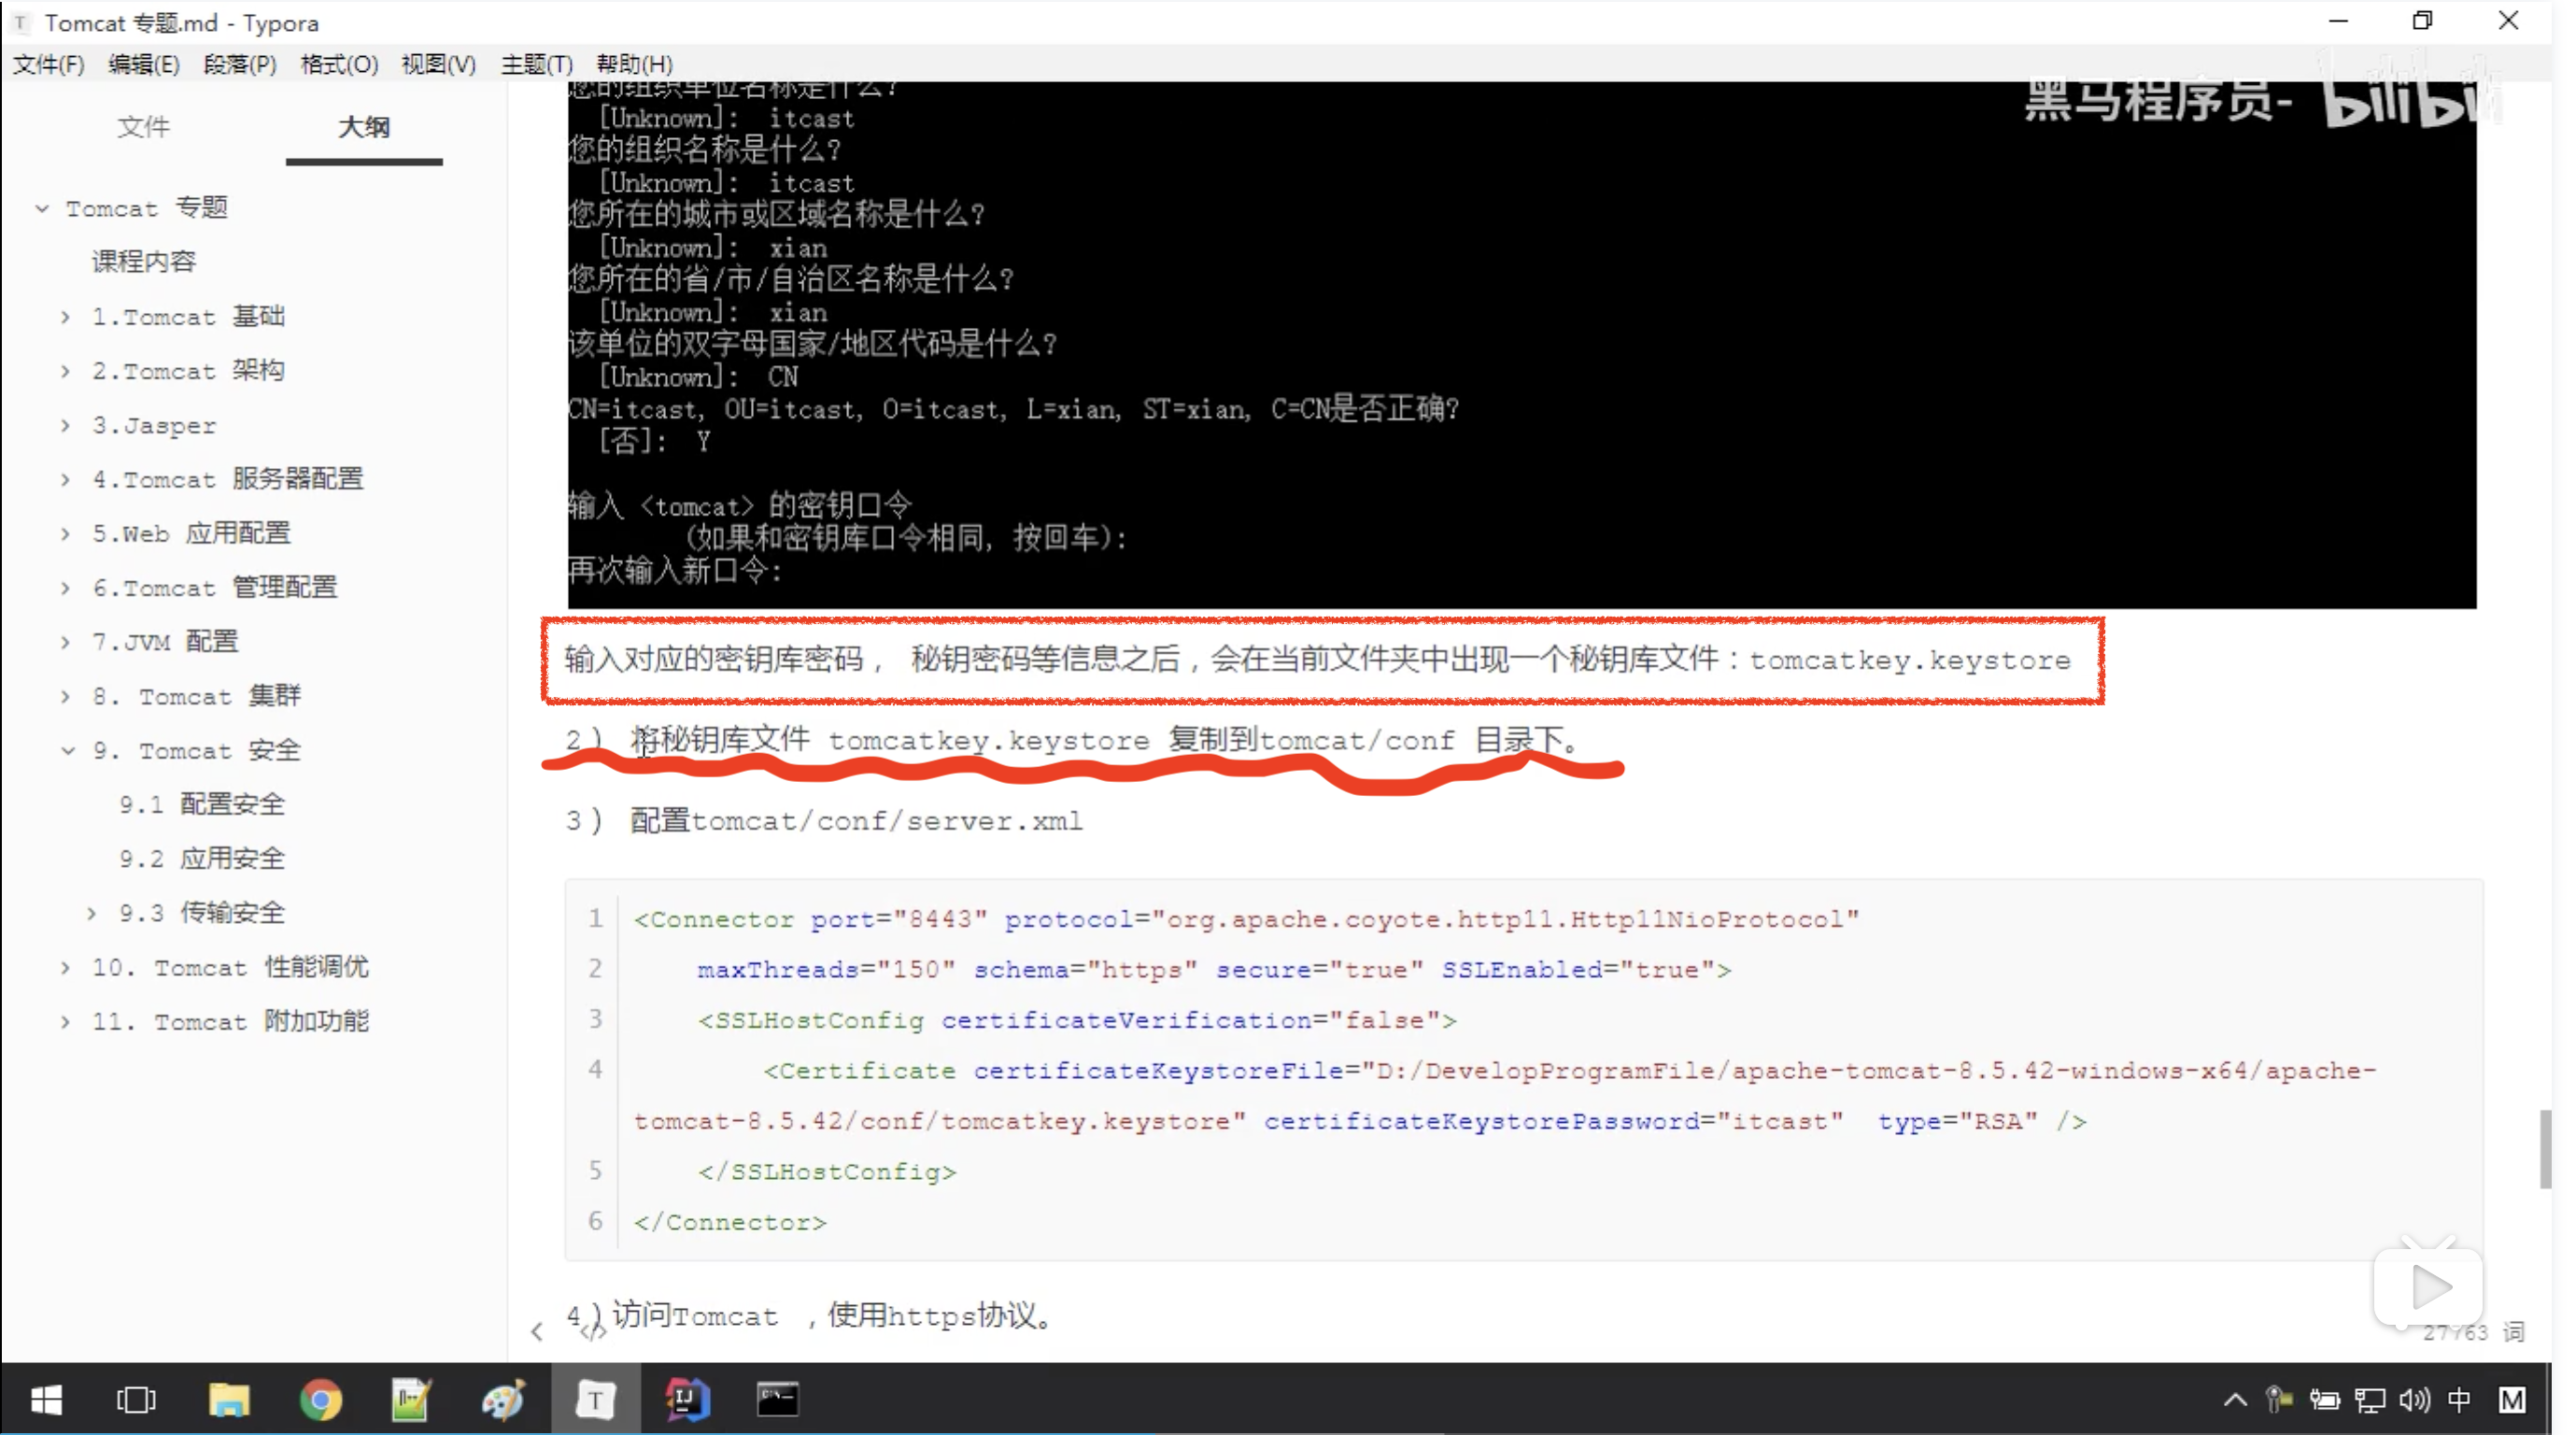 Tomcat 专题.md - Typora
文件(F) 编辑(E) 段落(P) 格式(O) 视图(V) 主题(T) 帮助(H)
文件 大纲
Tomcat 专题
课程内容
1.Tomcat 基础
2.Tomcat 架构
3.Jasper
4.Tomcat 服务器配置
5.Web 应用配置
6.Tomcat 管理配置
7.JVM 配置
8. Tomcat 集群
9. Tomcat 安全
9.1 配置安全
9.2 应用安全
9.3 传输安全
10. Tomcat 性能调优
11. Tomcat 附加功能
黑马程序员- bilibili
您的组织单位名称是什么?
[Unknown]: itcast
您的组织名称是什么?
[Unknown]: itcast
您所在的城市或区域名称是什么?
[Unknown]: xian
您所在的省/市/自治区名称是什么?
[Unknown]: xian
该单位的双字母国家/地区代码是什么?
[Unknown]: CN
CN=itcast, OU=itcast, O=itcast, L=xian, ST=xian, C=CN是否正确?
[否]: Y
输入 <tomcat> 的密钥口令
(如果和密钥库口令相同, 按回车):
再次输入新口令:
输入对应的密钥库密码， 秘钥密码等信息之后，会在当前文件夹中出现一个秘钥库文件：tomcatkey.keystore
2） 将秘钥库文件 tomcatkey.keystore 复制到tomcat/conf 目录下。
3） 配置tomcat/conf/server.xml
1 <Connector port="8443" protocol="org.apache.coyote.http11.Http11NioProtocol"
2 maxThreads="150" schema="https" secure="true" SSLEnabled="true">
3 <SSLHostConfig certificateVerification="false">
4 <Certificate certificateKeystoreFile="D:/DevelopProgramFile/apache-tomcat-8.5.42-windows-x64/apache-
tomcat-8.5.42/conf/tomcatkey.keystore" certificateKeystorePassword="itcast" type="RSA" />
5 </SSLHostConfig>
6 </Connector>
4）访问Tomcat ，使用https协议。
27763 词
中 M